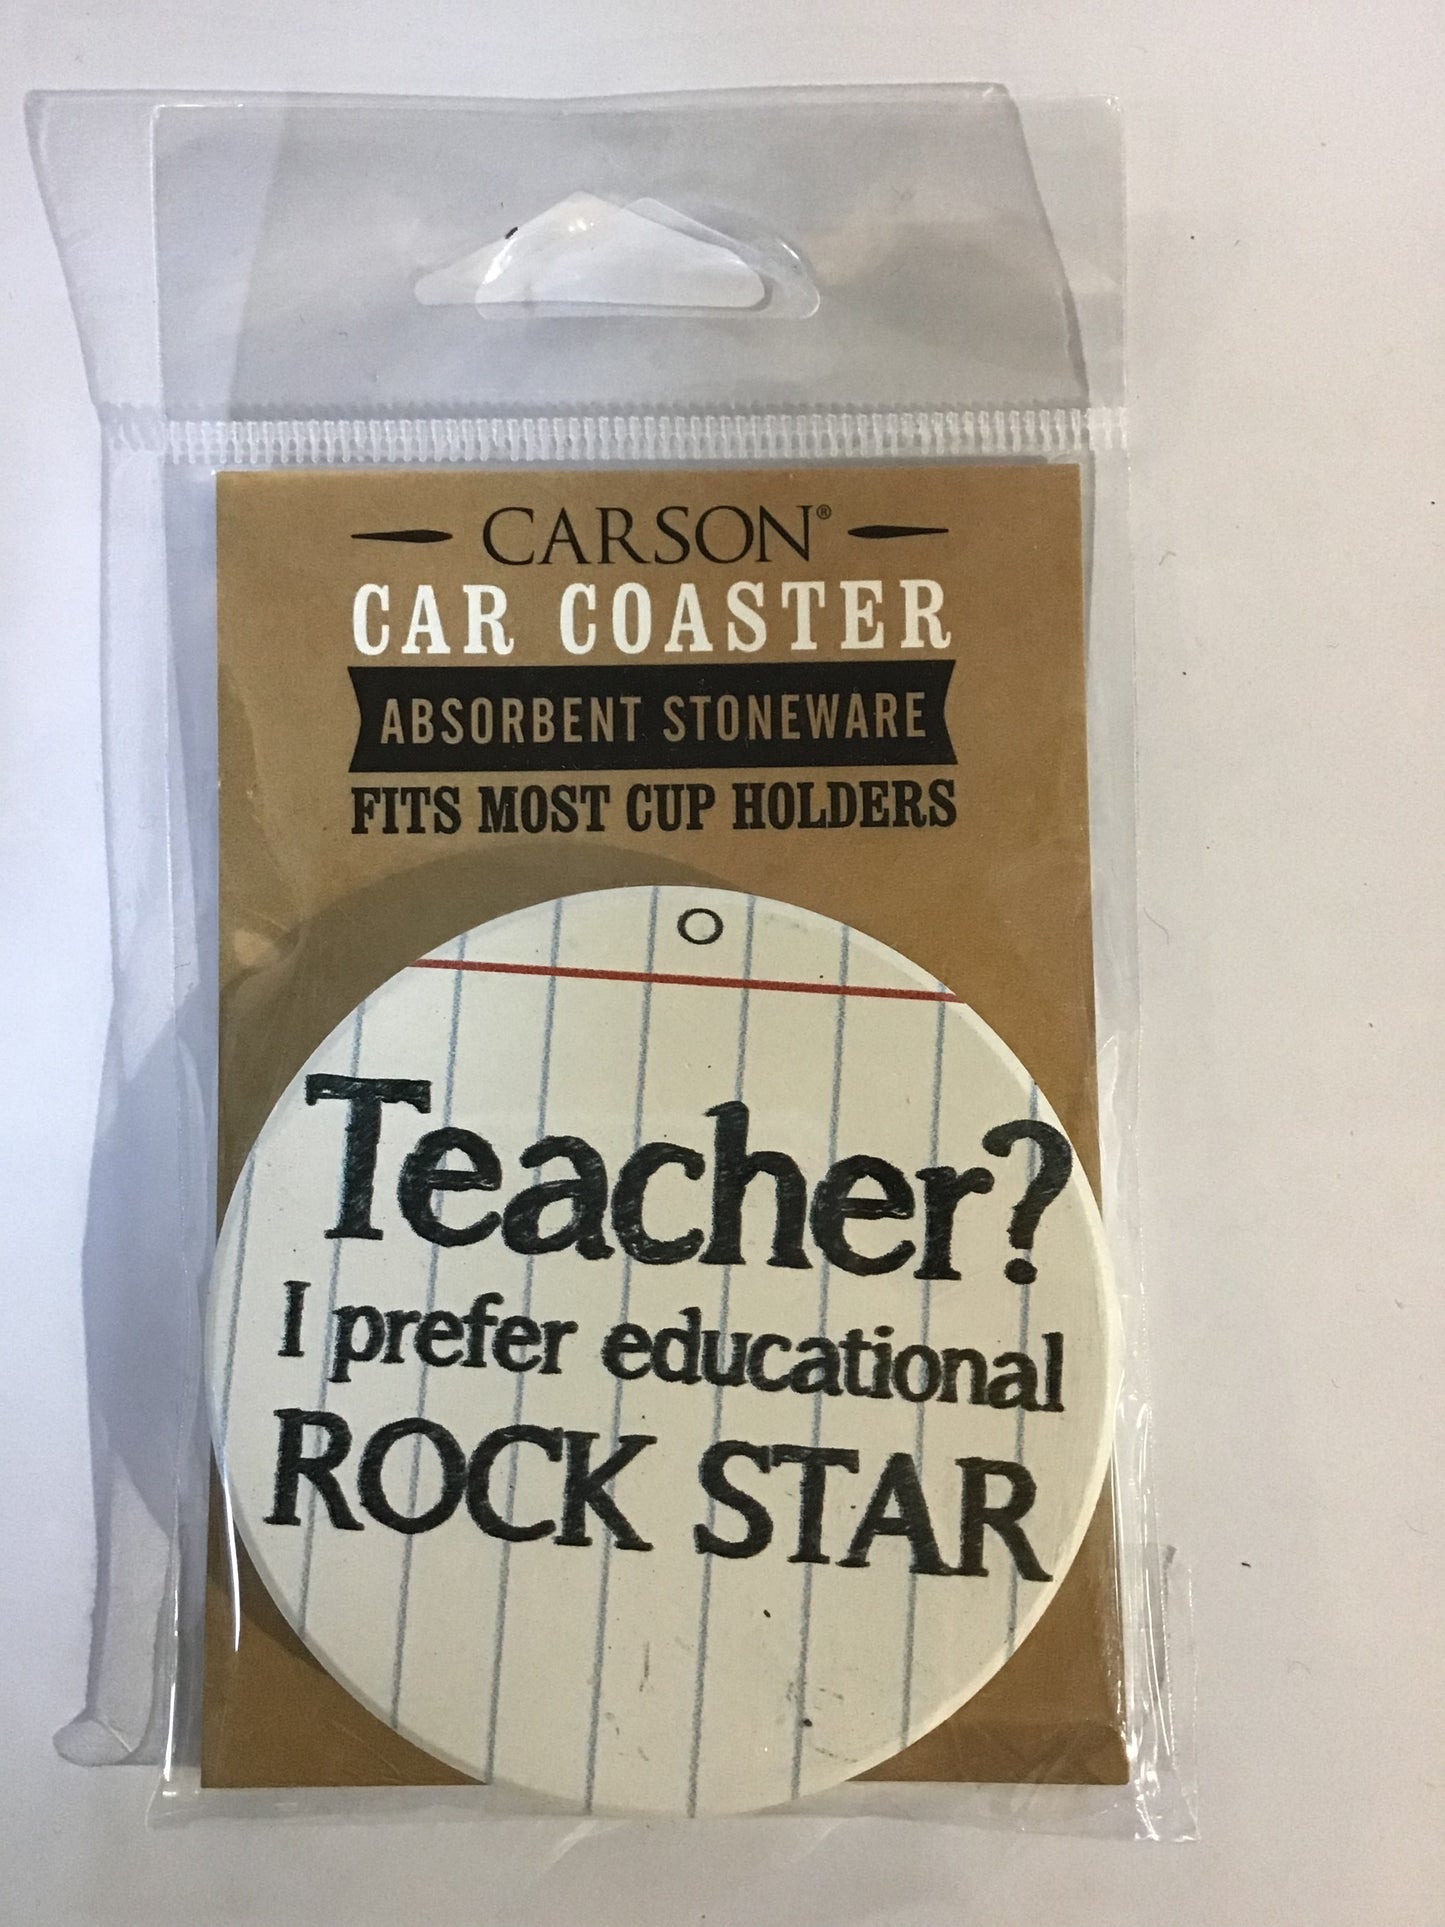 CARSON®
CAR COASTER
ABSORBENT STONEWARE
FITS MOST CUP HOLDERS
Teacher?
I prefer educational
ROCK STAR